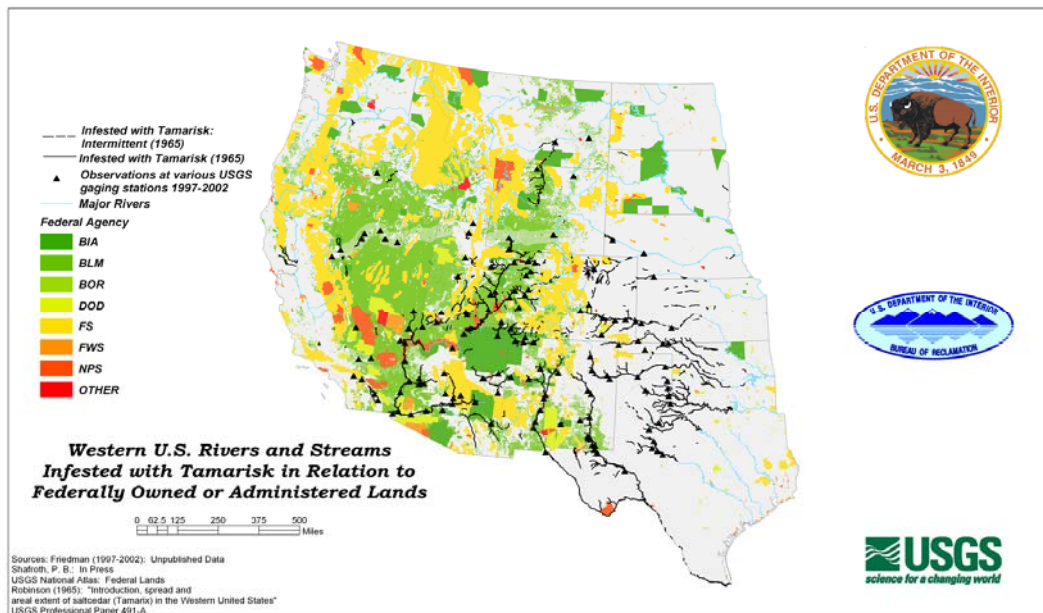 Infested with Tamarisk:
Intermittent (1965)
Infested with Tamarisk (1965)
Observations at various USGS
gaging stations 1997-2002
Major Rivers
Federal Agency
BIA
BLM
BOR
DOD
FS
FWS
NPS
OTHER
Western U.S. Rivers and Streams
Infested with Tamarisk in Relation to
Federally Owned or Administered Lands
0 62.5 125 250 375 500
Miles
Sources: Friedman (1997-2002): Unpublished Data
Shafroth, P. B.: In Press
USGS National Atlas: Federal Lands
Robinson (1965): "Introduction, spread and
areal extent of saltcedar (Tamarix) in the Western United States"
USGS Professional Paper 491-A
U.S. DEPARTMENT OF THE INTERIOR
MARCH 3, 1849
U.S. DEPARTMENT OF THE INTERIOR
BUREAU OF RECLAMATION
USGS
science for a changing world